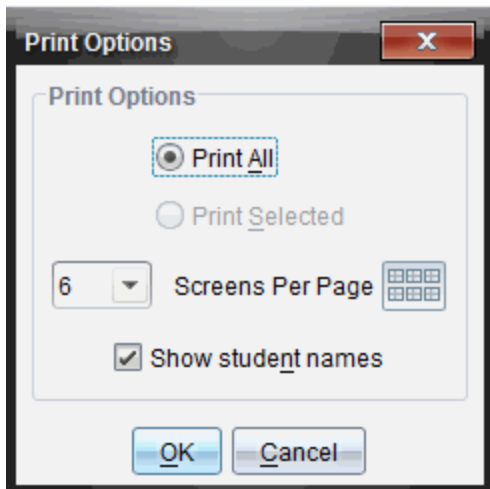 Print Options
X
Print Options
Print All
Print Selected
6 Screens Per Page
Show student names
OK Cancel